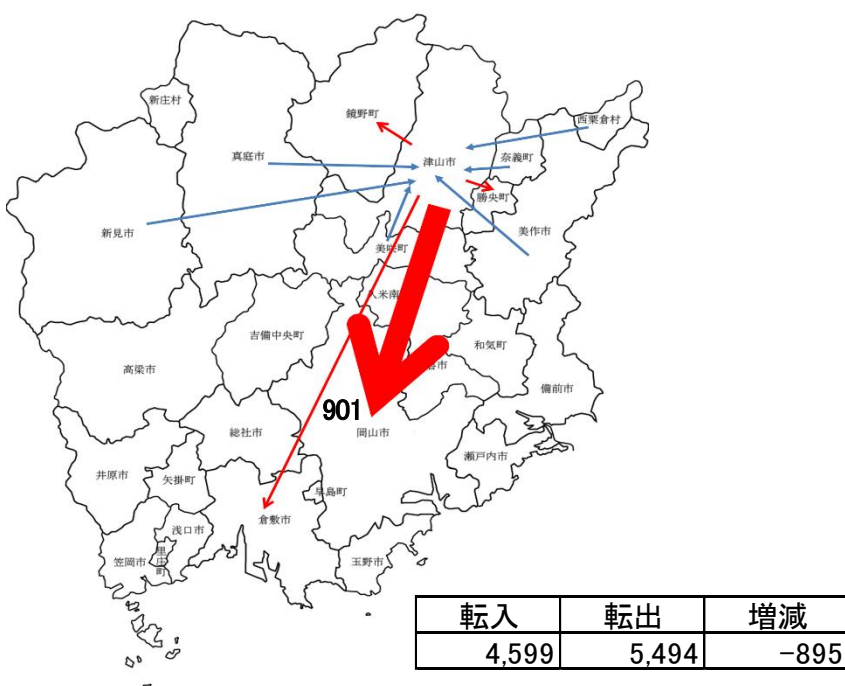 新庄村
鏡野町
西粟倉村
真庭市
津山市
奈義町
勝央町
新見市
美咲町
美作市
久米南
吉備中央町
和気町
高梁市
備前市
901
総社市
岡山市
瀬戸内市
井原市
矢掛町
早島町
倉敷市
浅口市
笠岡市
里庄町
玉野市
転入 転出 増減
4,599 5,494 -895